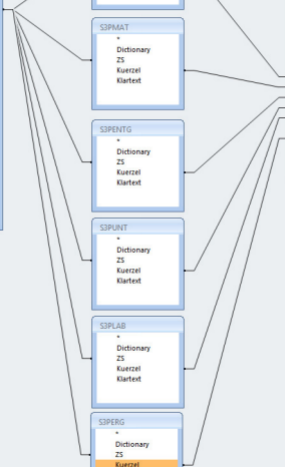 S3PMAT
*
Dictionary
ZS
Kuerzel
Klartext
S3PENTG
*
Dictionary
ZS
Kuerzel
Klartext
S3PUNT
*
Dictionary
ZS
Kuerzel
Klartext
S3PLAB
*
Dictionary
ZS
Kuerzel
Klartext
S3PERG
*
Dictionary
ZS
Kuerzel